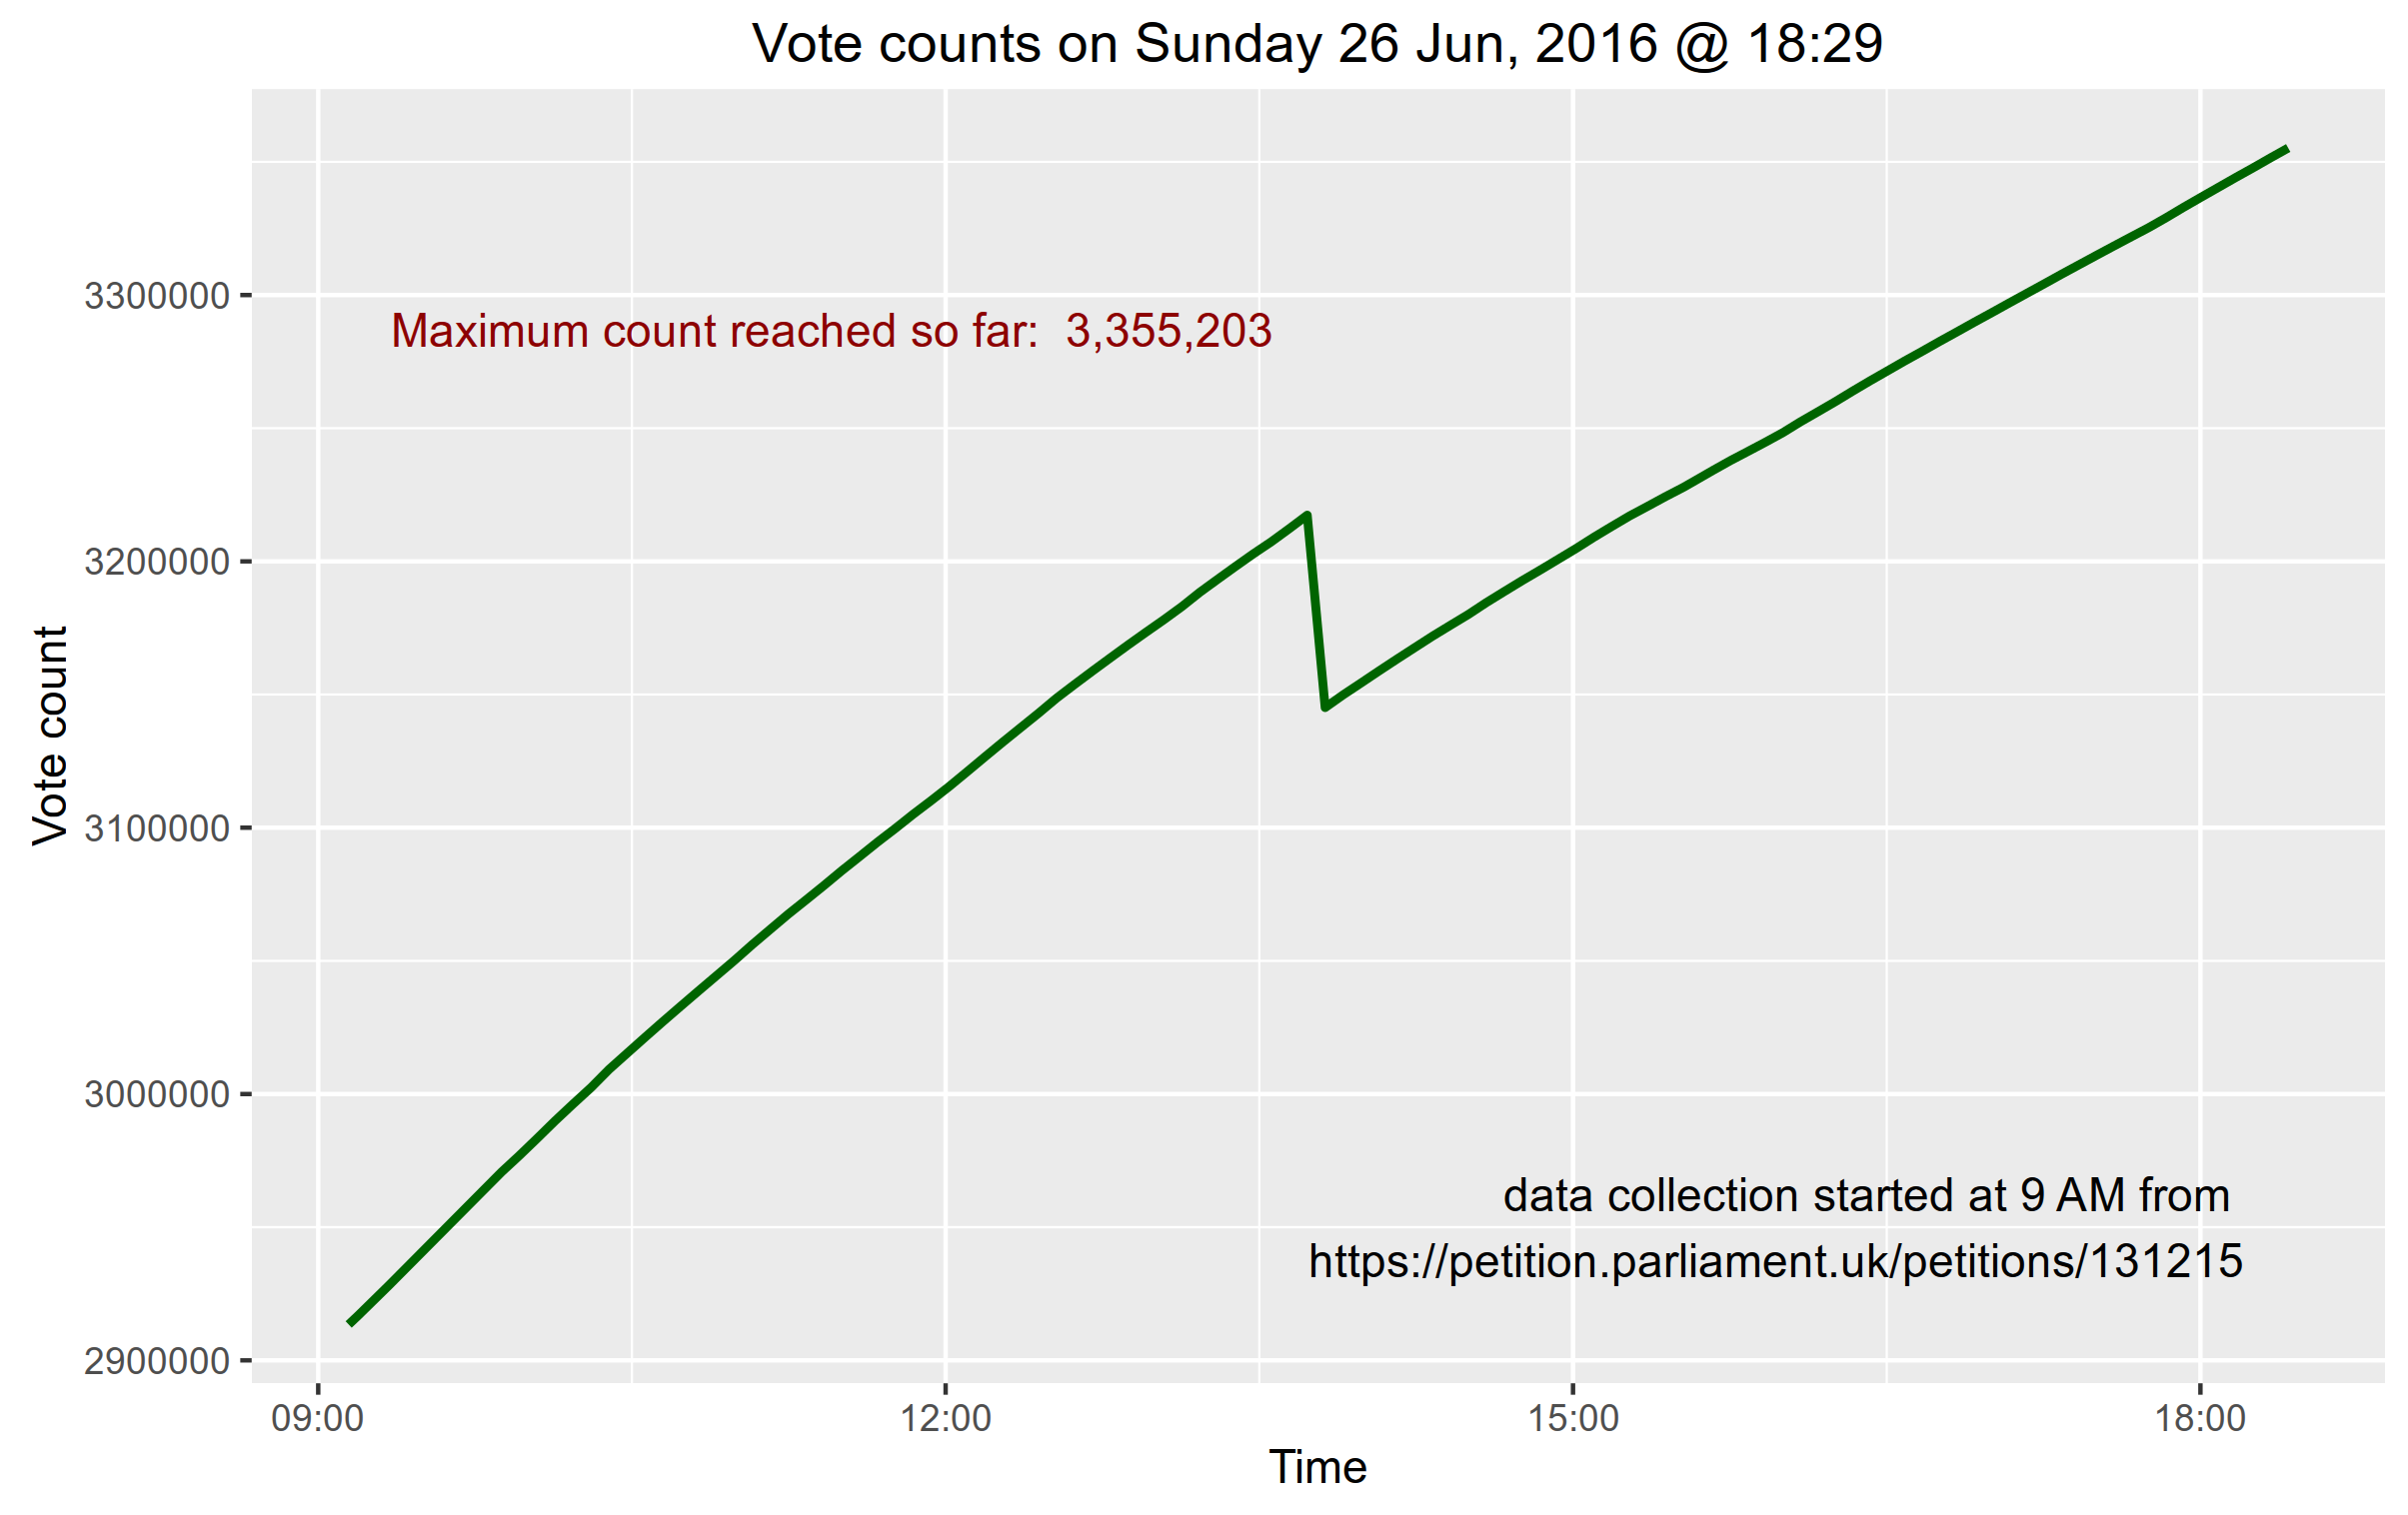 Vote counts on Sunday 26 Jun, 2016 @ 18:29
Vote count
3300000
3200000
3100000
3000000
2900000
Maximum count reached so far:  3,355,203
data collection started at 9 AM from
https://petition.parliament.uk/petitions/131215
09:00 12:00 15:00 18:00
Time